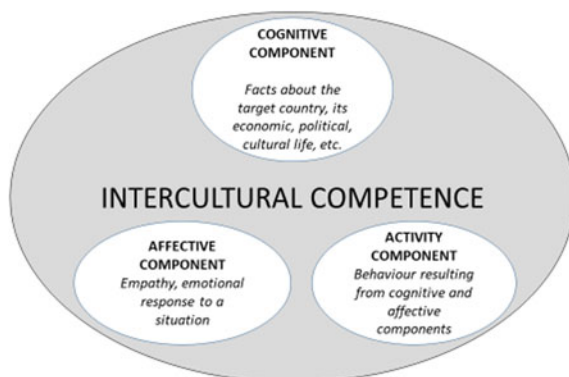 COGNITIVE
COMPONENT
Facts about the
target country, its
economic, political,
cultural life, etc.
INTERCULTURAL COMPETENCE
AFFECTIVE
COMPONENT
Empathy, emotional
response to a
situation
ACTIVITY
COMPONENT
Behaviour resulting
from cognitive and
affective
components